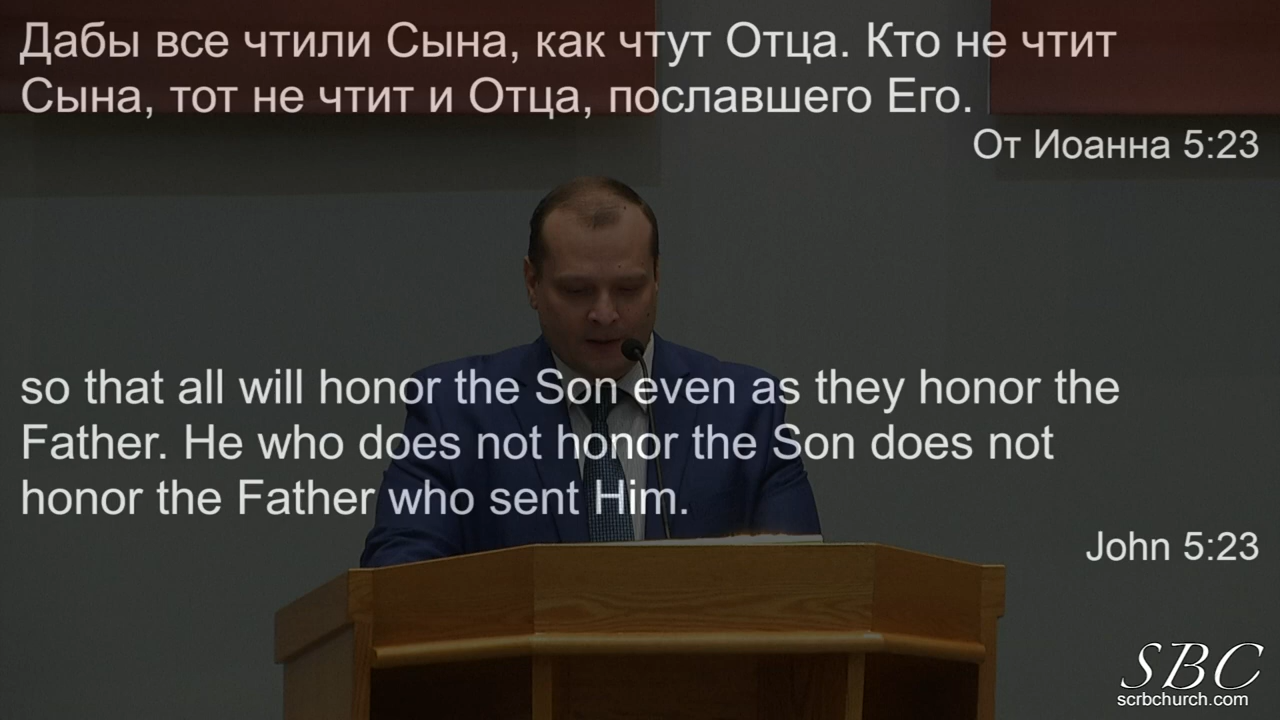 Дабы все чтили Сына, как чтут Отца. Кто не чтит
Сына, тот не чтит и Отца, пославшего Его.
От Иоанна 5:23
so that all will honor the Son even as they honor the
Father. He who does not honor the Son does not
honor the Father who sent Him.
John 5:23
SBC
scrbchurch.com